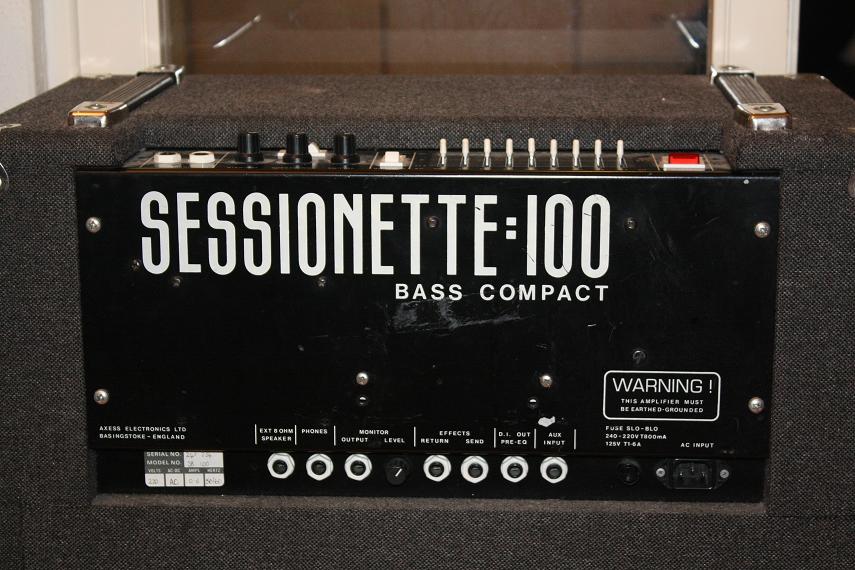 SESSIONETTE:100
BASS COMPACT
WARNING !
THIS AMPLIFIER MUST
BE EARTHED-GROUNDED
AXESS ELECTRONICS LTD
BASINGSTOKE - ENGLAND
EXT 8 OHM
SPEAKER
PHONES
MONITOR
OUTPUT LEVEL
EFFECTS
RETURN SEND
D.I. OUT
PRE-EQ
AUX
INPUT
FUSE SLO-BLO
240-220V T800mA
125V T1·6A
AC INPUT
SERIAL NO.
MODEL NO.
VOLTS AC-DC AMPS. HERTZ
AC